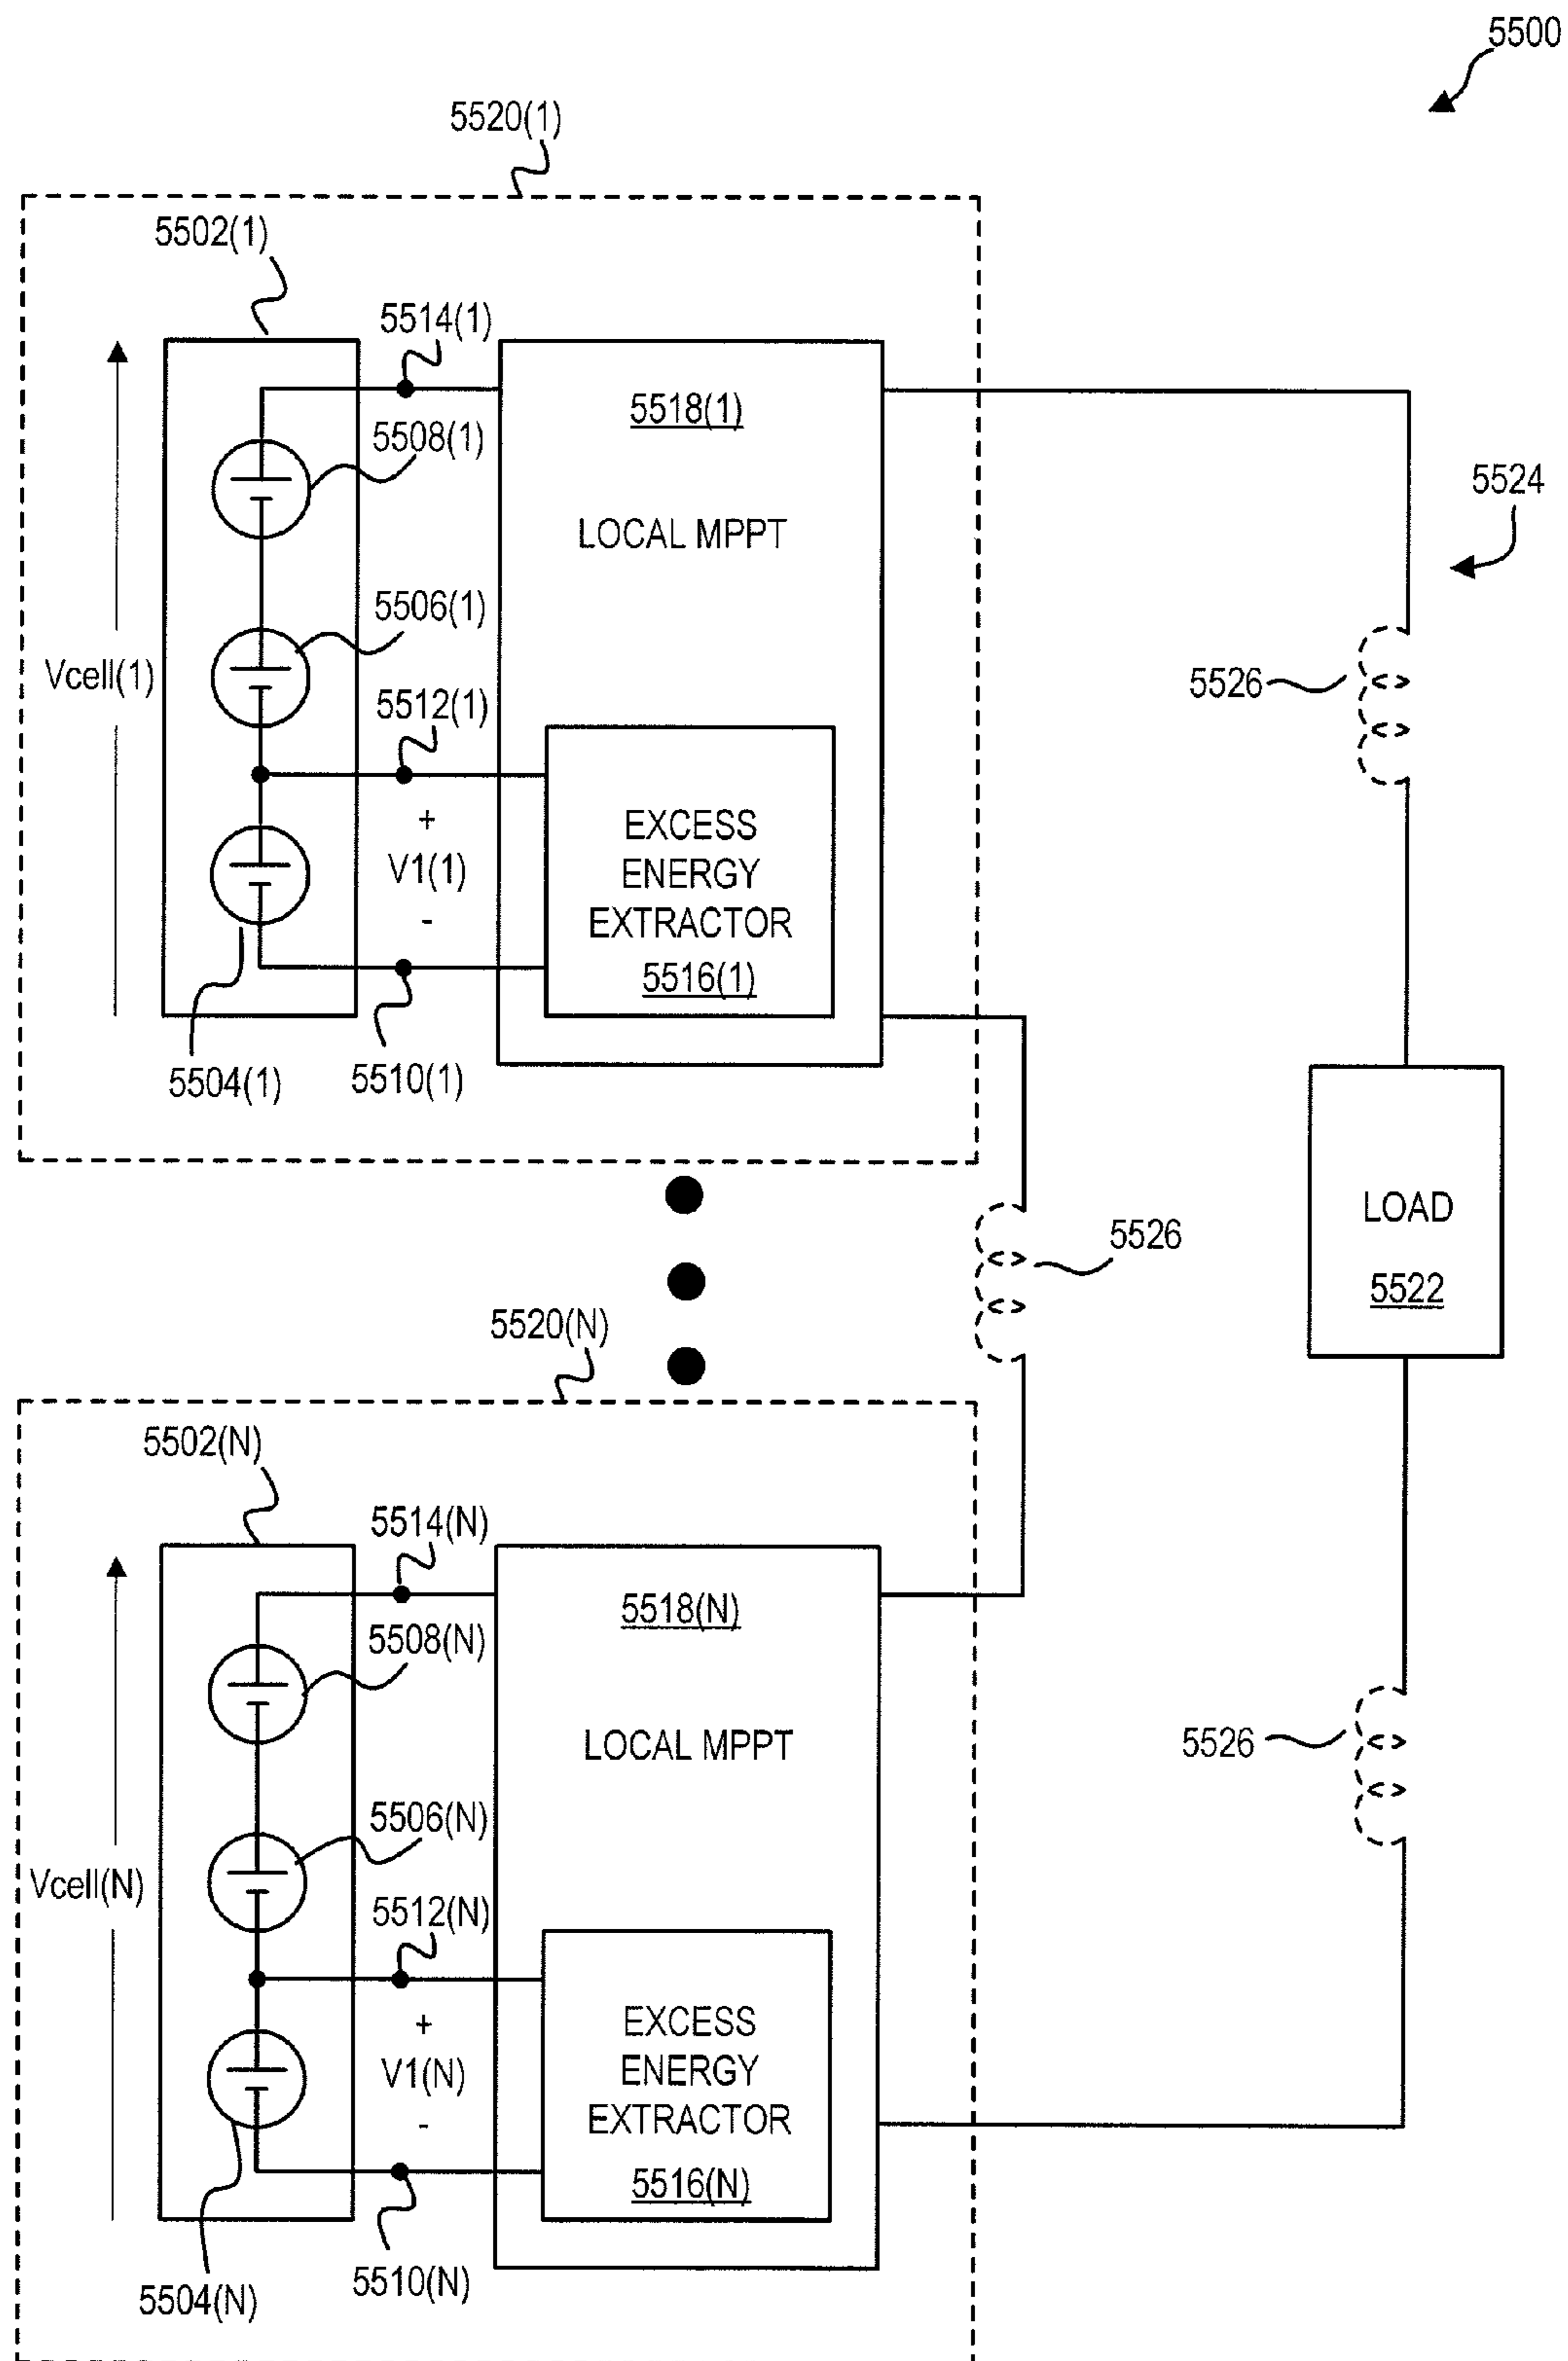 5500
5520(1)
5502(1)
5514(1)
5518(1)
5508(1)
5524
LOCAL MPPT
5506(1)
Vcell(1)
5526
5512(1)
EXCESS
ENERGY
EXTRACTOR
5516(1)
+
V1(1)
-
5504(1)
5510(1)
LOAD
5522
5526
5520(N)
5502(N)
5514(N)
5518(N)
5508(N)
LOCAL MPPT
5526
5506(N)
Vcell(N)
5512(N)
EXCESS
ENERGY
EXTRACTOR
5516(N)
+
V1(N)
-
5504(N)
5510(N)